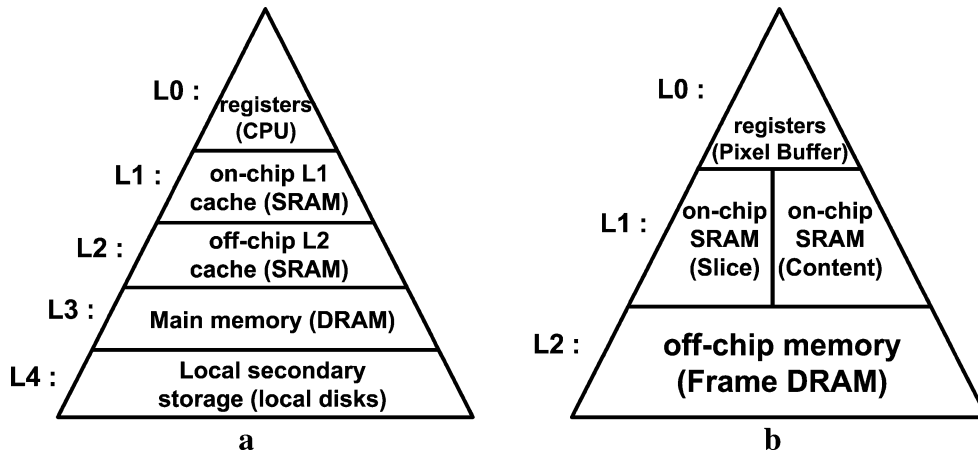 L0 :
registers
(CPU)
L1 :
on-chip L1
cache (SRAM)
L2 :
off-chip L2
cache (SRAM)
L3 :
Main memory (DRAM)
L4 :
Local secondary
storage (local disks)
a
L0 :
registers
(Pixel Buffer)
L1 :
on-chip
SRAM
(Slice)
on-chip
SRAM
(Content)
L2 :
off-chip memory
(Frame DRAM)
b